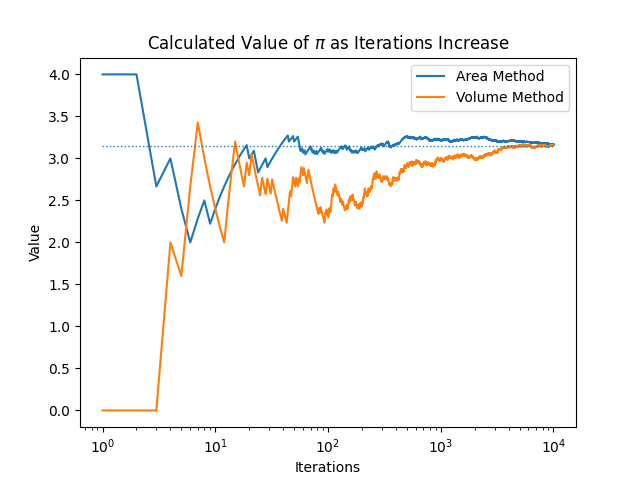 Calculated Value of π as Iterations Increase
Area Method
Volume Method
4.0
3.5
3.0
2.5
2.0
1.5
1.0
0.5
0.0
Value
10⁰
10¹
10²
10³
10⁴
Iterations